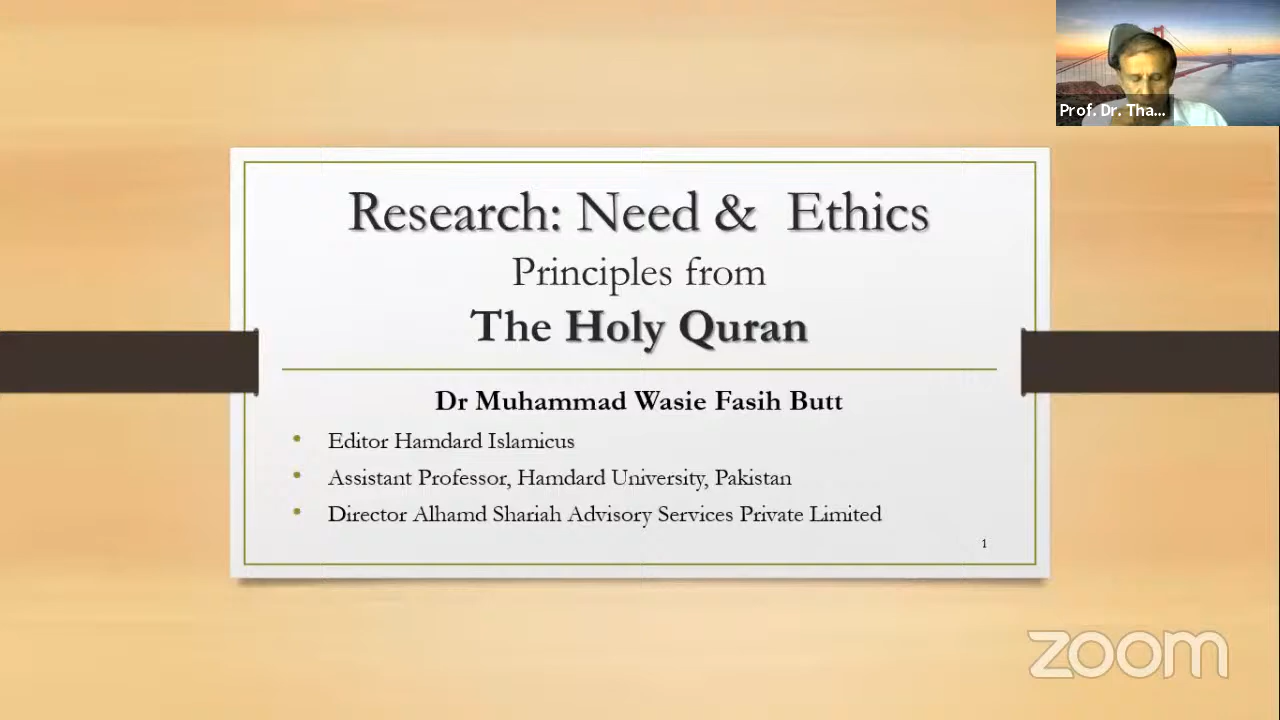 Prof. Dr. Tha...
Research: Need & Ethics
Principles from
The Holy Quran
Dr Muhammad Wasie Fasih Butt
• Editor Hamdard Islamicus
• Assistant Professor, Hamdard University, Pakistan
• Director Alhamd Shariah Advisory Services Private Limited
1
zoom